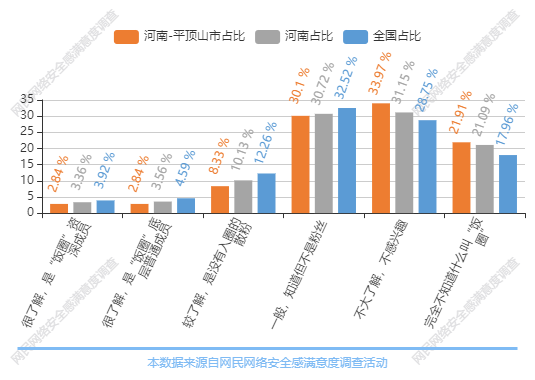 网民网络安全感满意度调查
网民网络安全感满意度调查
河南-平顶山市占比 河南占比 全国占比
35
30
25
20
15
10
5
0
2.84 %
3.36 %
3.92 %
2.84 %
3.56 %
4.59 %
8.33 %
10.13 %
12.26 %
30.1 %
30.72 %
32.52 %
33.97 %
31.15 %
28.75 %
21.91 %
21.09 %
17.96 %
很了解，是“饭圈”资
深成员
很了解，是“饭圈”底
层普通成员
较了解，是没有入圈的
散粉
一般，知道但不是粉丝
不大了解，不感兴趣
完全不知道什么叫“饭
圈”
网民网络安全感满意度调查
网民网络安全感满意度调查
本数据来源自网民网络安全感满意度调查活动